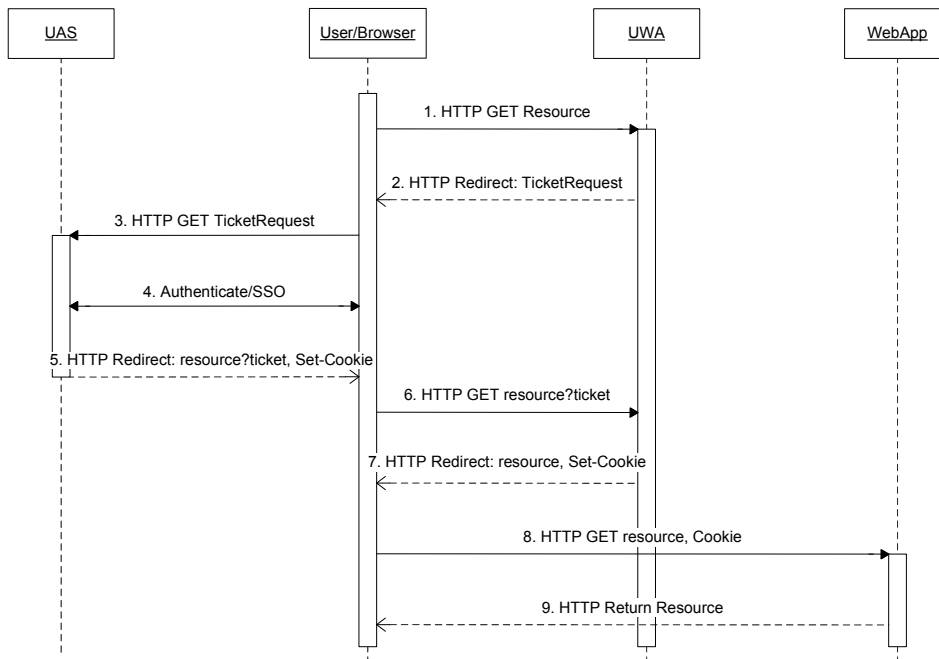 UAS
User/Browser
UWA
WebApp
1. HTTP GET Resource
2. HTTP Redirect: TicketRequest
3. HTTP GET TicketRequest
4. Authenticate/SSO
5. HTTP Redirect: resource?ticket, Set-Cookie
6. HTTP GET resource?ticket
7. HTTP Redirect: resource, Set-Cookie
8. HTTP GET resource, Cookie
9. HTTP Return Resource